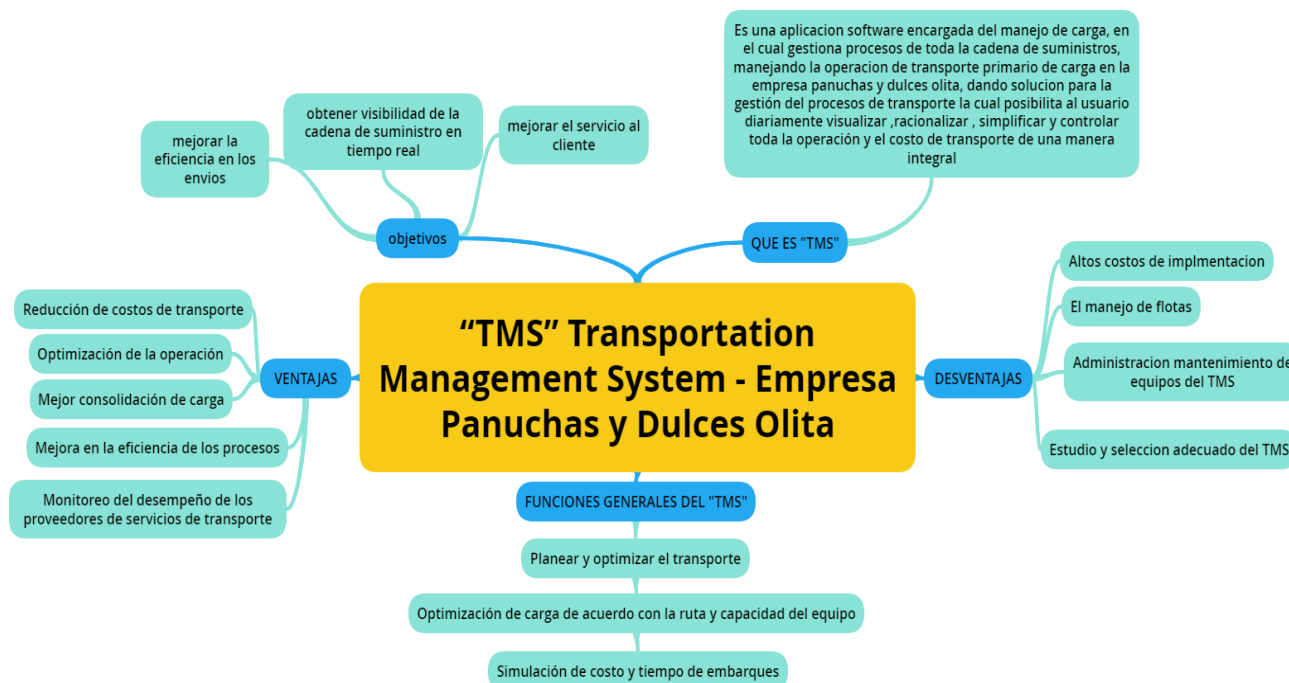 Es una aplicacion software encargada del manejo de carga, en
el cual gestiona procesos de toda la cadena de suministros,
manejando la operacion de transporte primario de carga en la
empresa panuchas y dulces olita, dando solucion para la
gestión del procesos de transporte la cual posibilita al usuario
diariamente visualizar ,racionalizar , simplificar y controlar
toda la operación y el costo de transporte de una manera
integral
obtener visibilidad de la
cadena de suministro en
tiempo real
mejorar el servicio al
cliente
mejorar la
eficiencia en los
envios
objetivos
QUE ES "TMS"
Altos costos de implmentacion
El manejo de flotas
Administracion mantenimiento de
equipos del TMS
Estudio y seleccion adecuado del TMS
DESVENTAJAS
“TMS” Transportation
Management System - Empresa
Panuchas y Dulces Olita
VENTAJAS
Reducción de costos de transporte
Optimización de la operación
Mejor consolidación de carga
Mejora en la eficiencia de los procesos
Monitoreo del desempeño de los
proveedores de servicios de transporte
FUNCIONES GENERALES DEL "TMS"
Planear y optimizar el transporte
Optimización de carga de acuerdo con la ruta y capacidad del equipo
Simulación de costo y tiempo de embarques